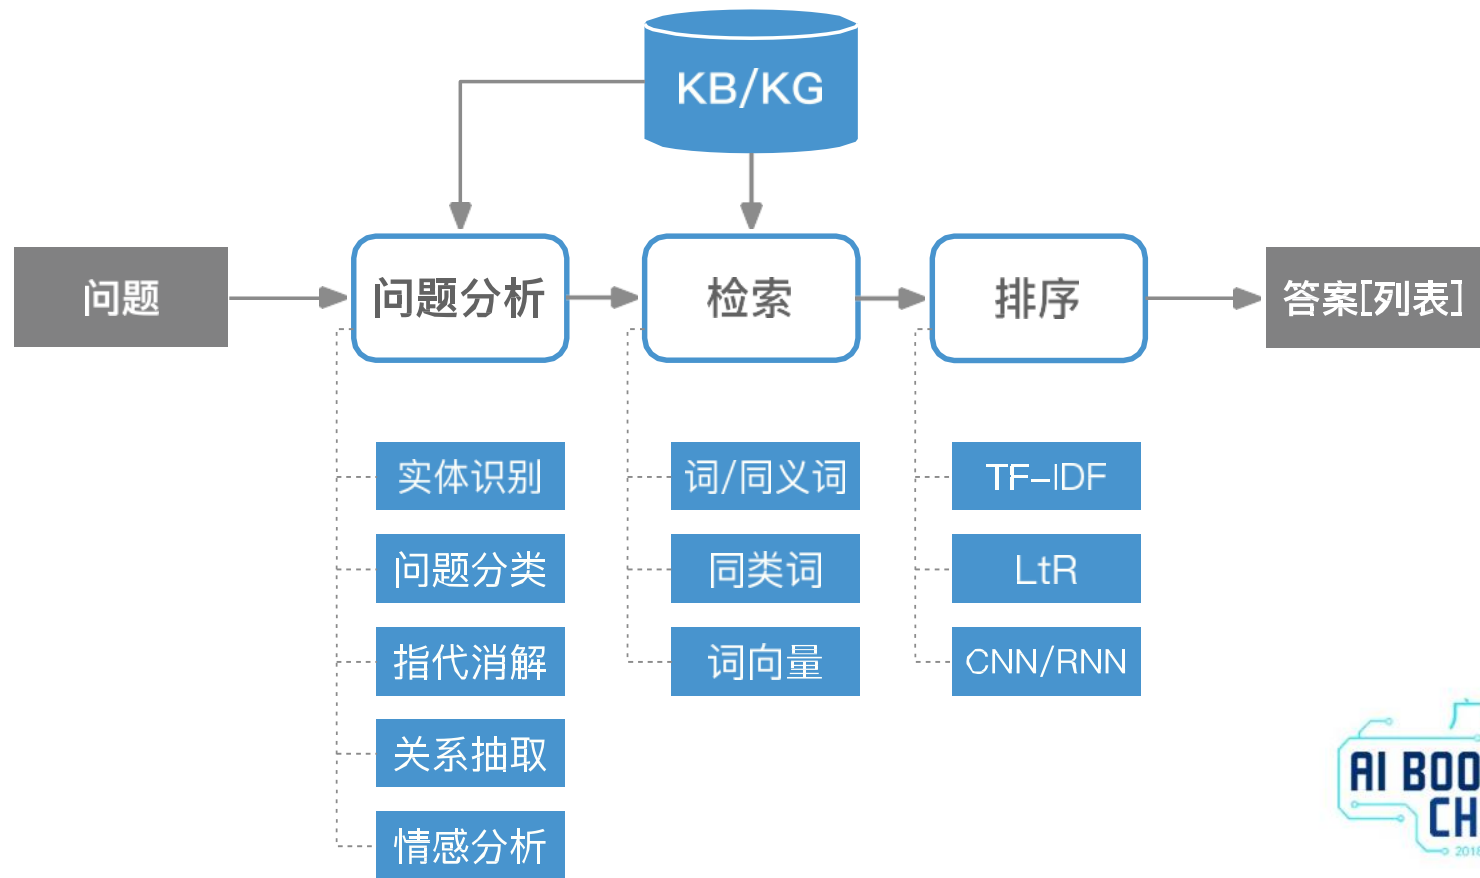 KB/KG
问题
问题分析
检索
排序
答案[列表]
实体识别
问题分类
指代消解
关系抽取
情感分析
词/同义词
同类词
词向量
TF-IDF
LtR
CNN/RNN
AI BOO
CH
2018